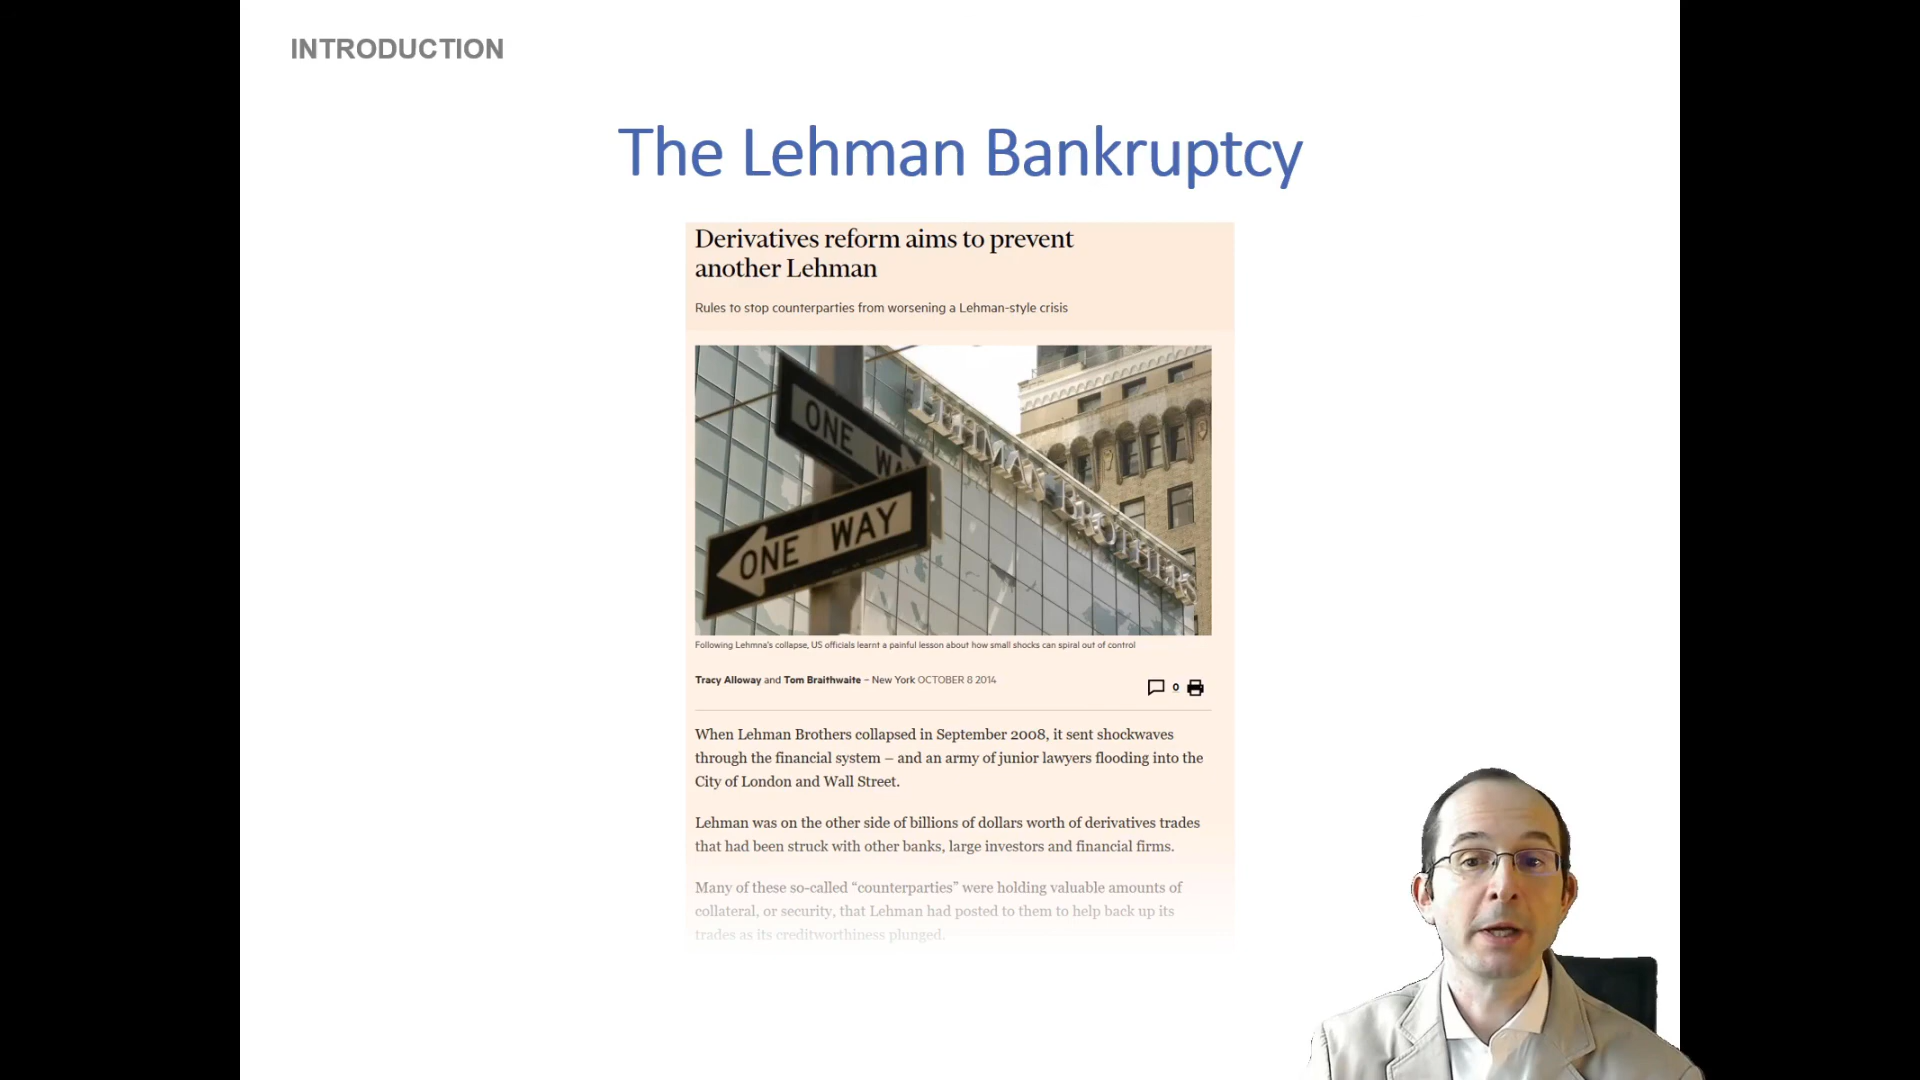 INTRODUCTION
The Lehman Bankruptcy
Derivatives reform aims to prevent
another Lehman
Rules to stop counterparties from worsening a Lehman-style crisis
ONE WA
LEHMAN BROTHERS
ONE WAY
Following Lehmna's collapse, US officials learnt a painful lesson about how small shocks can spiral out of control
Tracy Alloway and Tom Braithwaite – New York OCTOBER 8 2014
0
When Lehman Brothers collapsed in September 2008, it sent shockwaves
through the financial system – and an army of junior lawyers flooding into the
City of London and Wall Street.
Lehman was on the other side of billions of dollars worth of derivatives trades
that had been struck with other banks, large investors and financial firms.
Many of these so-called “counterparties” were holding valuable amounts of
collateral, or security, that Lehman had posted to them to help back up its
trades as its creditworthiness plunged.